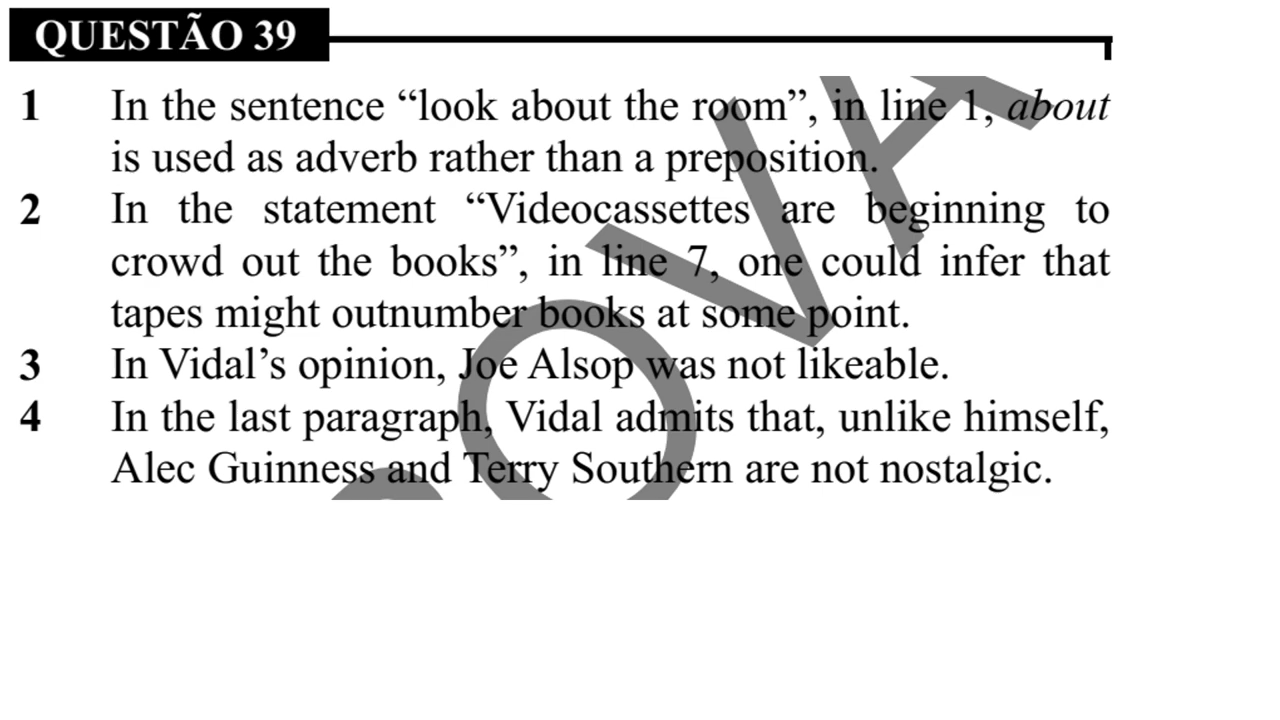 QUESTÃO 39
1 In the sentence “look about the room”, in line 1, about
is used as adverb rather than a preposition.
2 In the statement “Videocassettes are beginning to
crowd out the books”, in line 7, one could infer that
tapes might outnumber books at some point.
3 In Vidal’s opinion, Joe Alsop was not likeable.
4 In the last paragraph, Vidal admits that, unlike himself,
Alec Guinness and Terry Southern are not nostalgic.